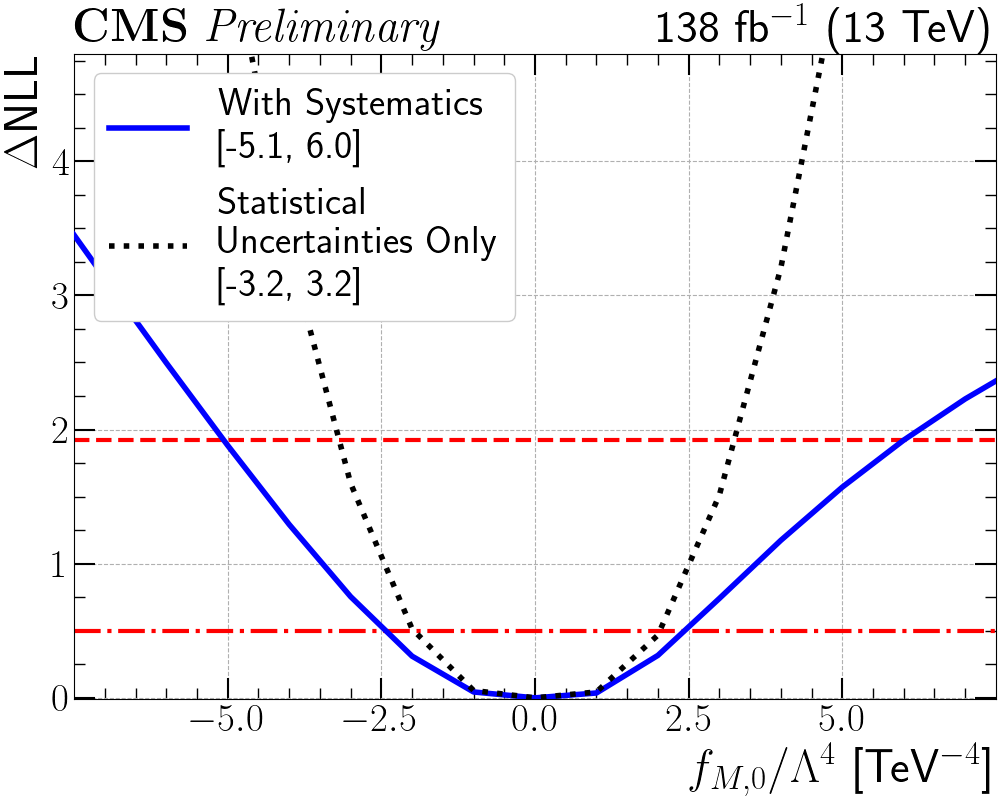 CMS Preliminary 138 fb⁻¹ (13 TeV)
ΔNLL
With Systematics
[-5.1, 6.0]
Statistical
Uncertainties Only
[-3.2, 3.2]
4
3
2
1
0
−5.0 −2.5 0.0 2.5 5.0
f_{M,0}/Λ⁴ [TeV⁻⁴]